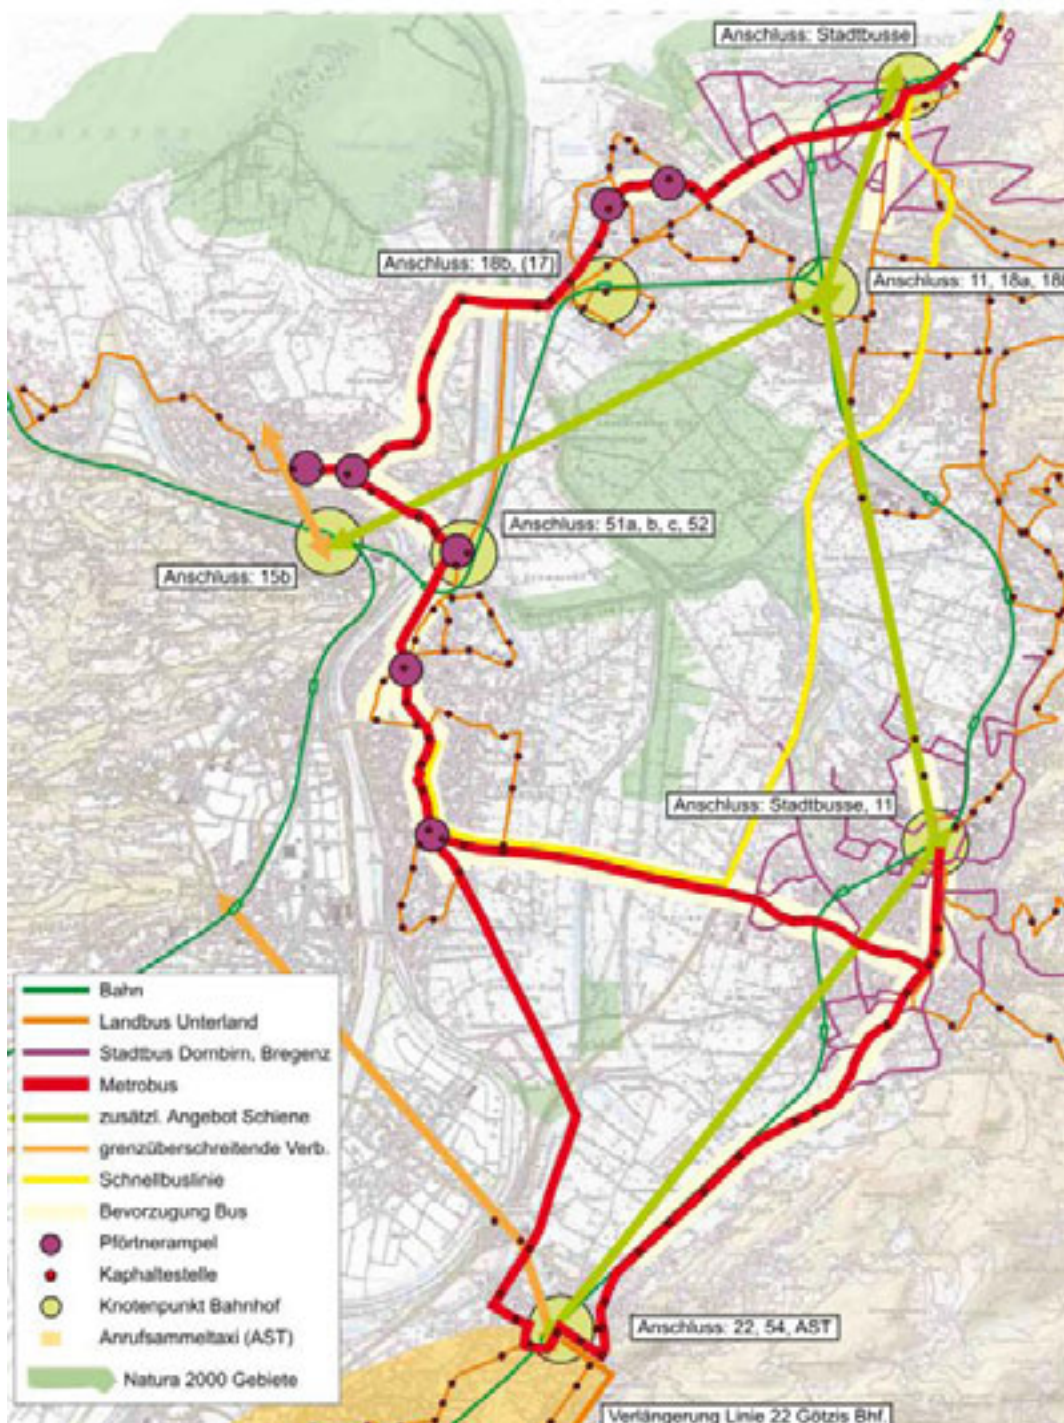 Anschluss: Stadtbusse
Anschluss: 18b, (17)
Anschluss: 11, 18a, 18b
Anschluss: 51a, b, c, 52
Anschluss: 15b
Anschluss: Stadtbusse, 11
Bahn
Landbus Unterland
Stadtbus Dornbirn, Bregenz
Metrobus
zusätzl. Angebot Schiene
grenzüberschreitende Verb.
Schnellbuslinie
Bevorzugung Bus
Pförtnerampel
Kaphaltestelle
Knotenpunkt Bahnhof
Anrufsammeltaxi (AST)
Natura 2000 Gebiete
Anschluss: 22, 54, AST
Verlängerung Linie 22 Götzis Bhf.